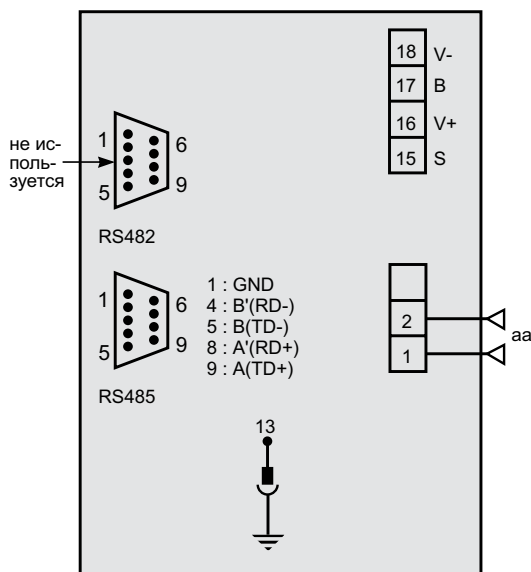 18 V-
17 B
16 V+
15 S
не ис-
поль-
зуется
1 6
5 9
RS482
1 6
5 9
RS485
1 : GND
4 : B'(RD-)
5 : B(TD-)
8 : A'(RD+)
9 : A(TD+)
2
1
aa
13